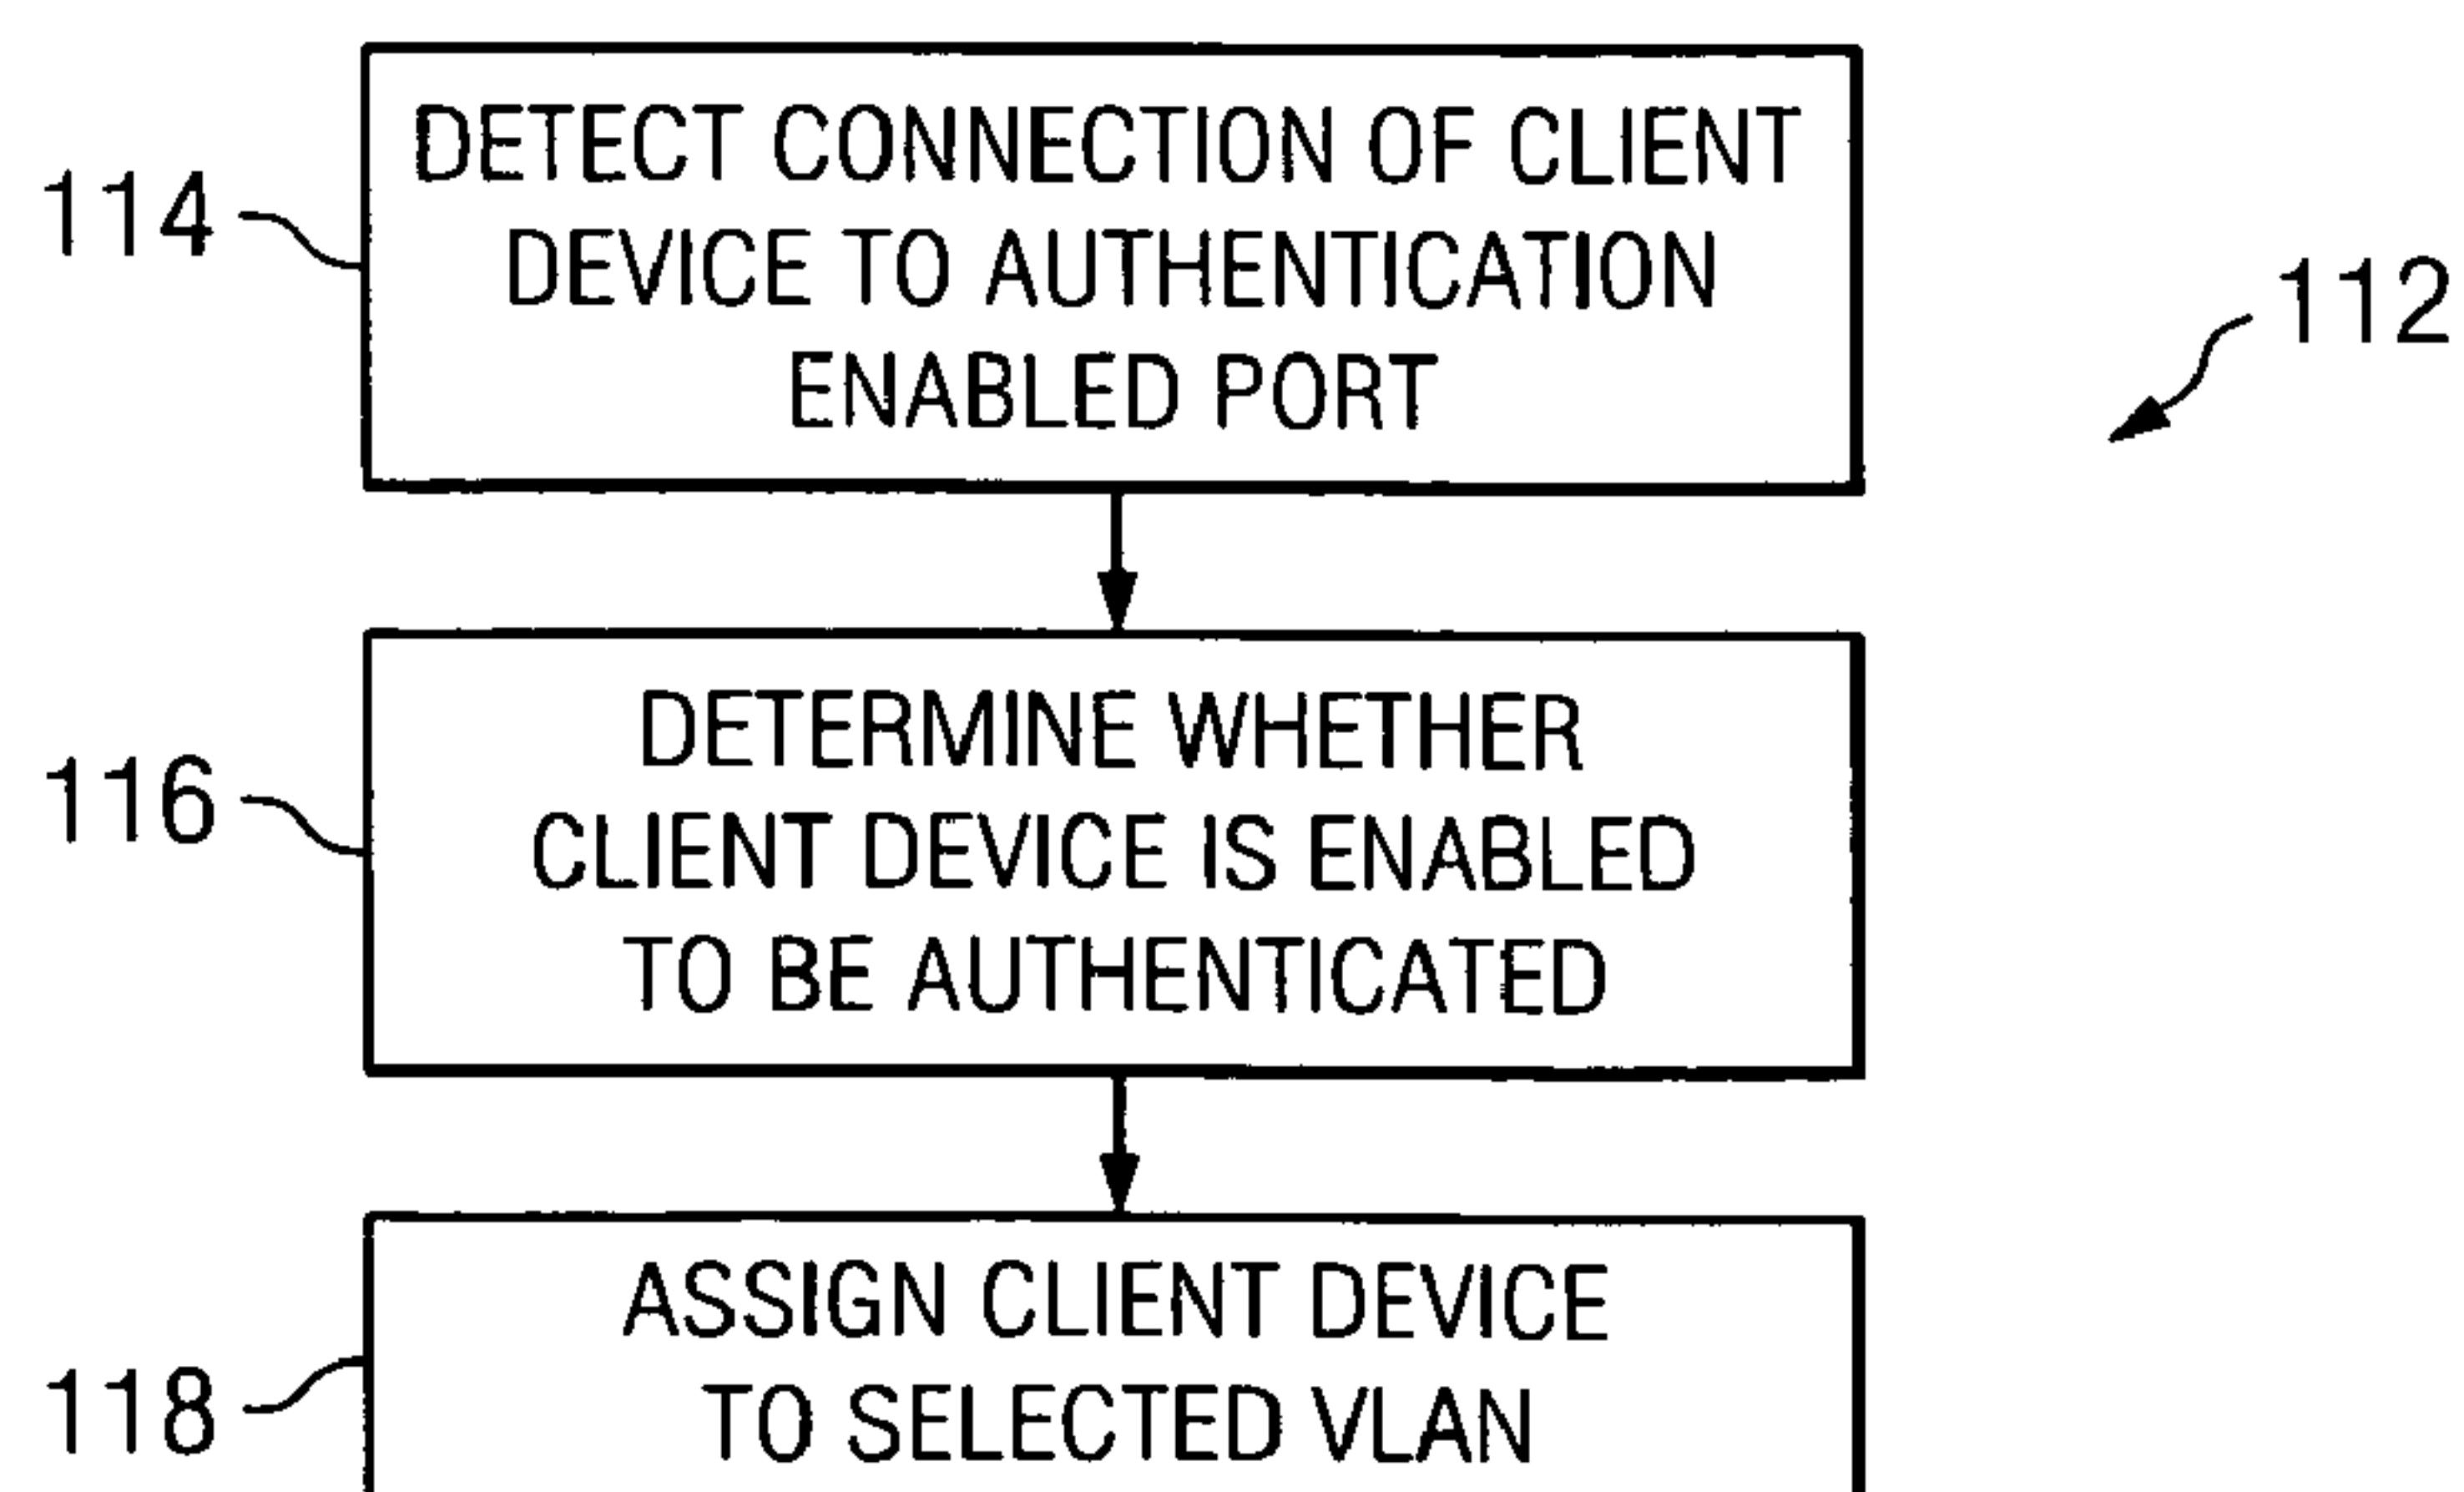 DETECT CONNECTION OF CLIENT
DEVICE TO AUTHENTICATION
ENABLED PORT
114
112
DETERMINE WHETHER
CLIENT DEVICE IS ENABLED
TO BE AUTHENTICATED
116
ASSIGN CLIENT DEVICE
TO SELECTED VLAN
118